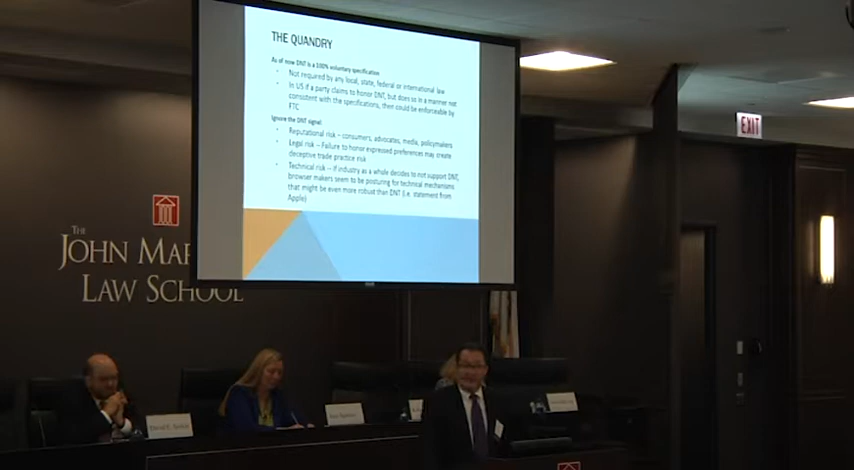 THE QUANDRY
As of now DNT is a 100% voluntary specification
Not required by any local, state, federal or international law
In US if a party claims to honor DNT, but does so in a manner not
consistent with the specifications, then could be enforceable by
FTC
Ignore the DNT signal
Reputational risk – consumers, advocates, media, policymakers
Legal risk – Failure to honor expressed preferences may create
deceptive trade practice risk
Technical risk – If industry as a whole decides to not support DNT,
browser makers seem to be posturing for technical mechanisms
that might be even more robust than DNT (i.e. statement from
Apple)
EXIT
THE
JOHN MAR
LAW SCHOOL